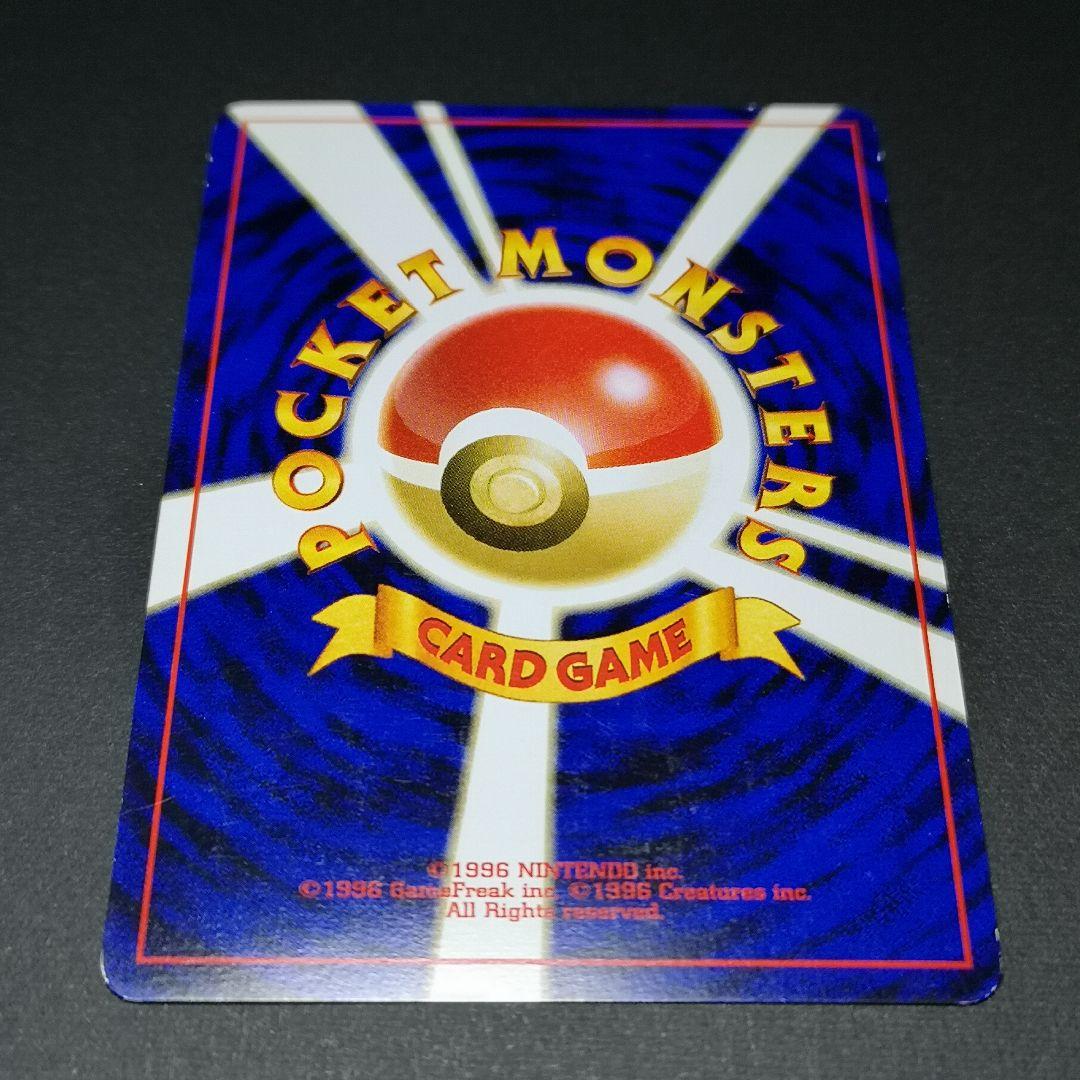 POCKET MONSTERS
CARD GAME
©1996 NINTENDO inc.
©1996 GameFreak inc. ©1996 Creatures inc.
All Rights reserved.